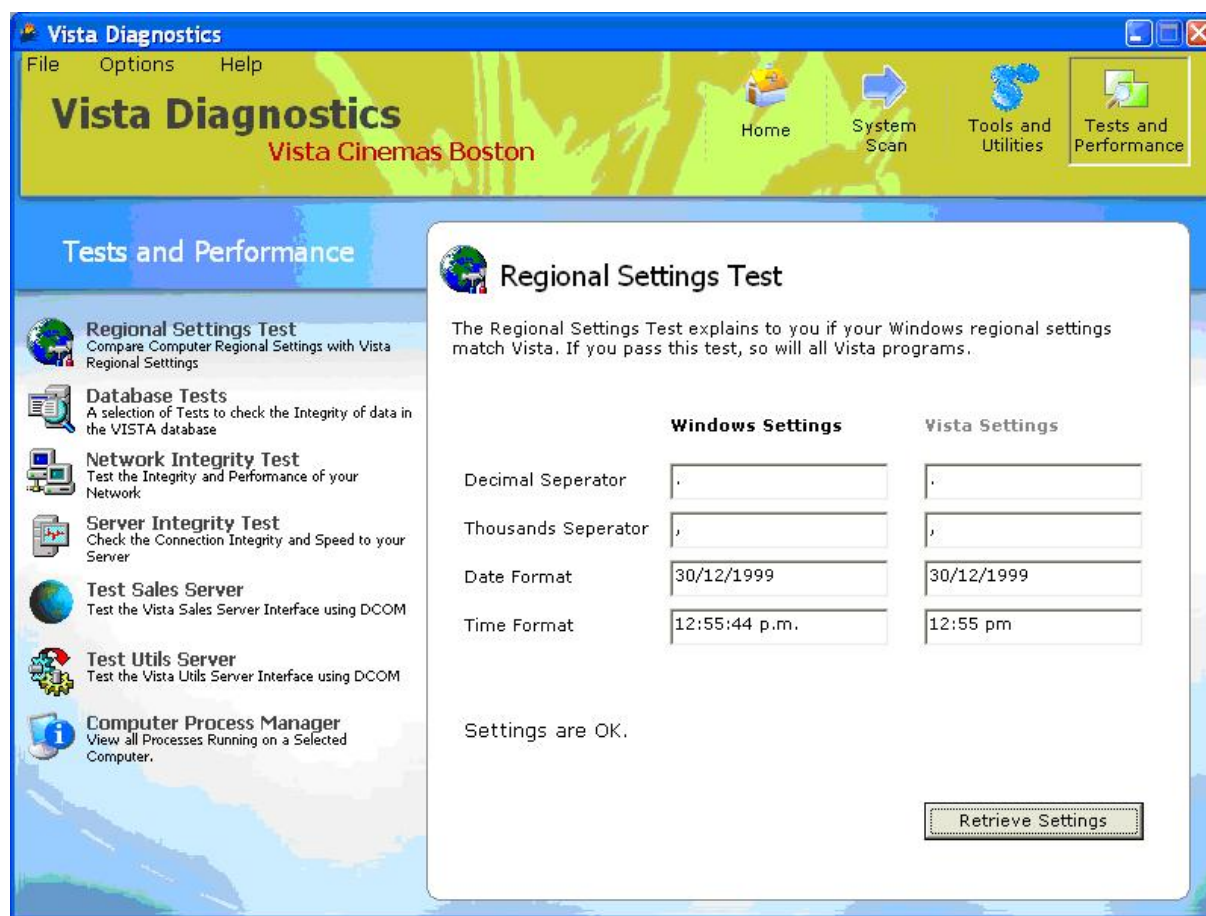 Vista Diagnostics
File Options Help
Vista Diagnostics
Vista Cinemas Boston
Home
System
Scan
Tools and
Utilities
Tests and
Performance
Tests and Performance
Regional Settings Test
Compare Computer Regional Settings with Vista
Regional Setttings
Database Tests
A selection of Tests to check the Integrity of data in
the VISTA database
Network Integrity Test
Test the Integrity and Performance of your
Network
Server Integrity Test
Check the Connection Integrity and Speed to your
Server
Test Sales Server
Test the Vista Sales Server Interface using DCOM
Test Utils Server
Test the Vista Utils Server Interface using DCOM
Computer Process Manager
View all Processes Running on a Selected
Computer.
Regional Settings Test
The Regional Settings Test explains to you if your Windows regional settings
match Vista. If you pass this test, so will all Vista programs.
Windows Settings Vista Settings
Decimal Seperator . .
Thousands Seperator , ,
Date Format 30/12/1999 30/12/1999
Time Format 12:55:44 p.m. 12:55 pm
Settings are OK.
Retrieve Settings